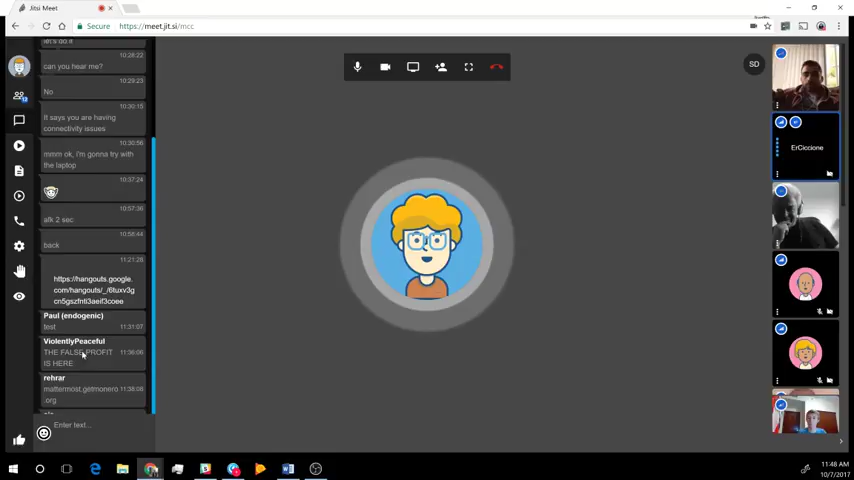 Jitsi Meet
Secure
https://meet.jit.si/mcc
let's do it
10:28:22
can you hear me?
10:29:23
No
10:30:15
It says you are having
connectivity issues
10:30:56
mmm ok, i'm gonna try with
the laptop
10:37:24
10:57:36
afk 2 sec
10:58:44
back
11:21:28
https://hangouts.google.
Paul (endogenic)
test
11:31:07
ViolentlyPeaceful
THE FALSE PROFIT
IS HERE
11:36:06
rehrar
mattermost.getmonero
.org
11:38:08
Enter text...
SD
ErCiccione
11:48 AM
10/7/2017